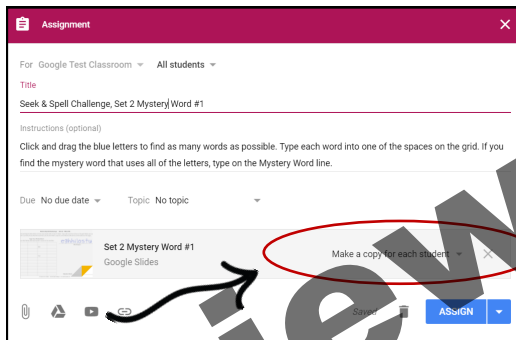 Assignment
For Google Test Classroom All students
Title
Seek & Spell Challenge, Set 2 Mystery Word #1
Instructions (optional)
Click and drag the blue letters to find as many words as possible. Type each word into one of the spaces on the grid. If you
find the mystery word that uses all of the letters, type on the Mystery Word line.
Due No due date Topic No topic
Set 2 Mystery Word #1
Google Slides
Make a copy for each student
Saved ASSIGN
iew